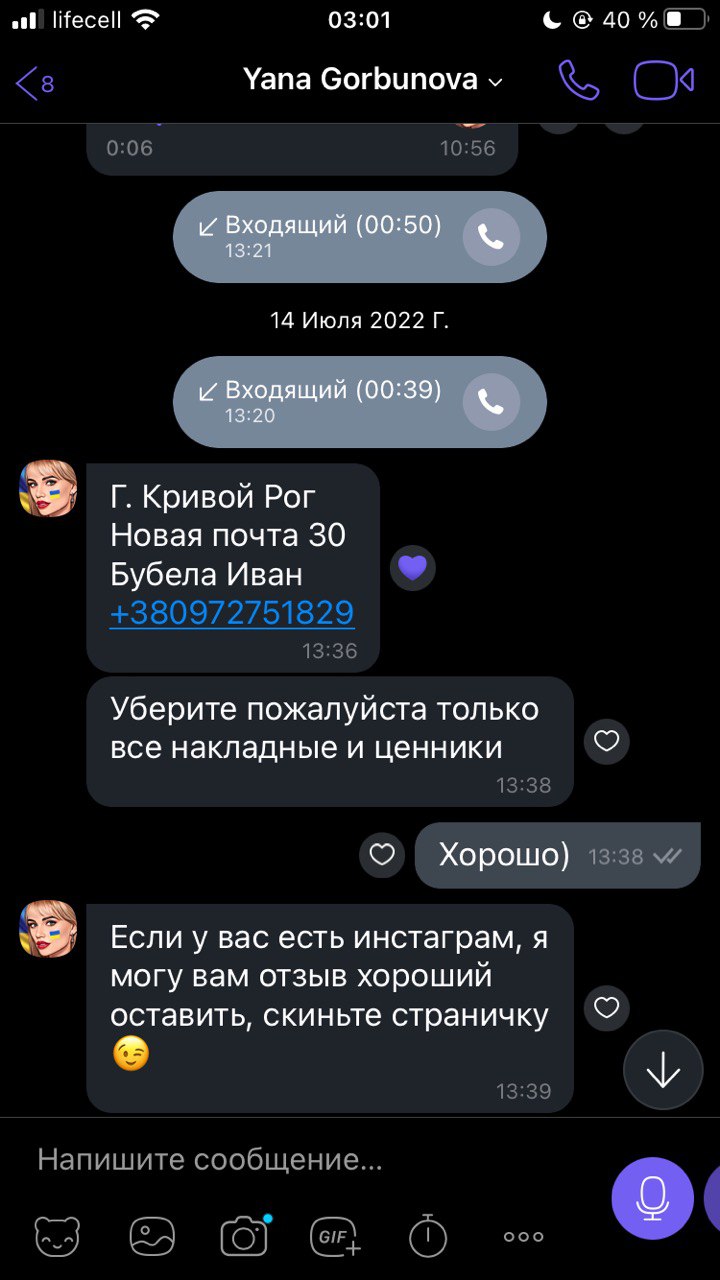 lifecell 03:01 40 %
8 Yana Gorbunova
0:06 10:56
Входящий (00:50)
13:21
14 Июля 2022 Г.
Входящий (00:39)
13:20
Г. Кривой Рог
Новая почта 30
Бубела Иван
+380972751829
13:36
Уберите пожалуйста только
все накладные и ценники
13:38
Хорошо) 13:38
Если у вас есть инстаграм, я
могу вам отзыв хороший
оставить, скиньте страничку
😉
13:39
Напишите сообщение...
GIF